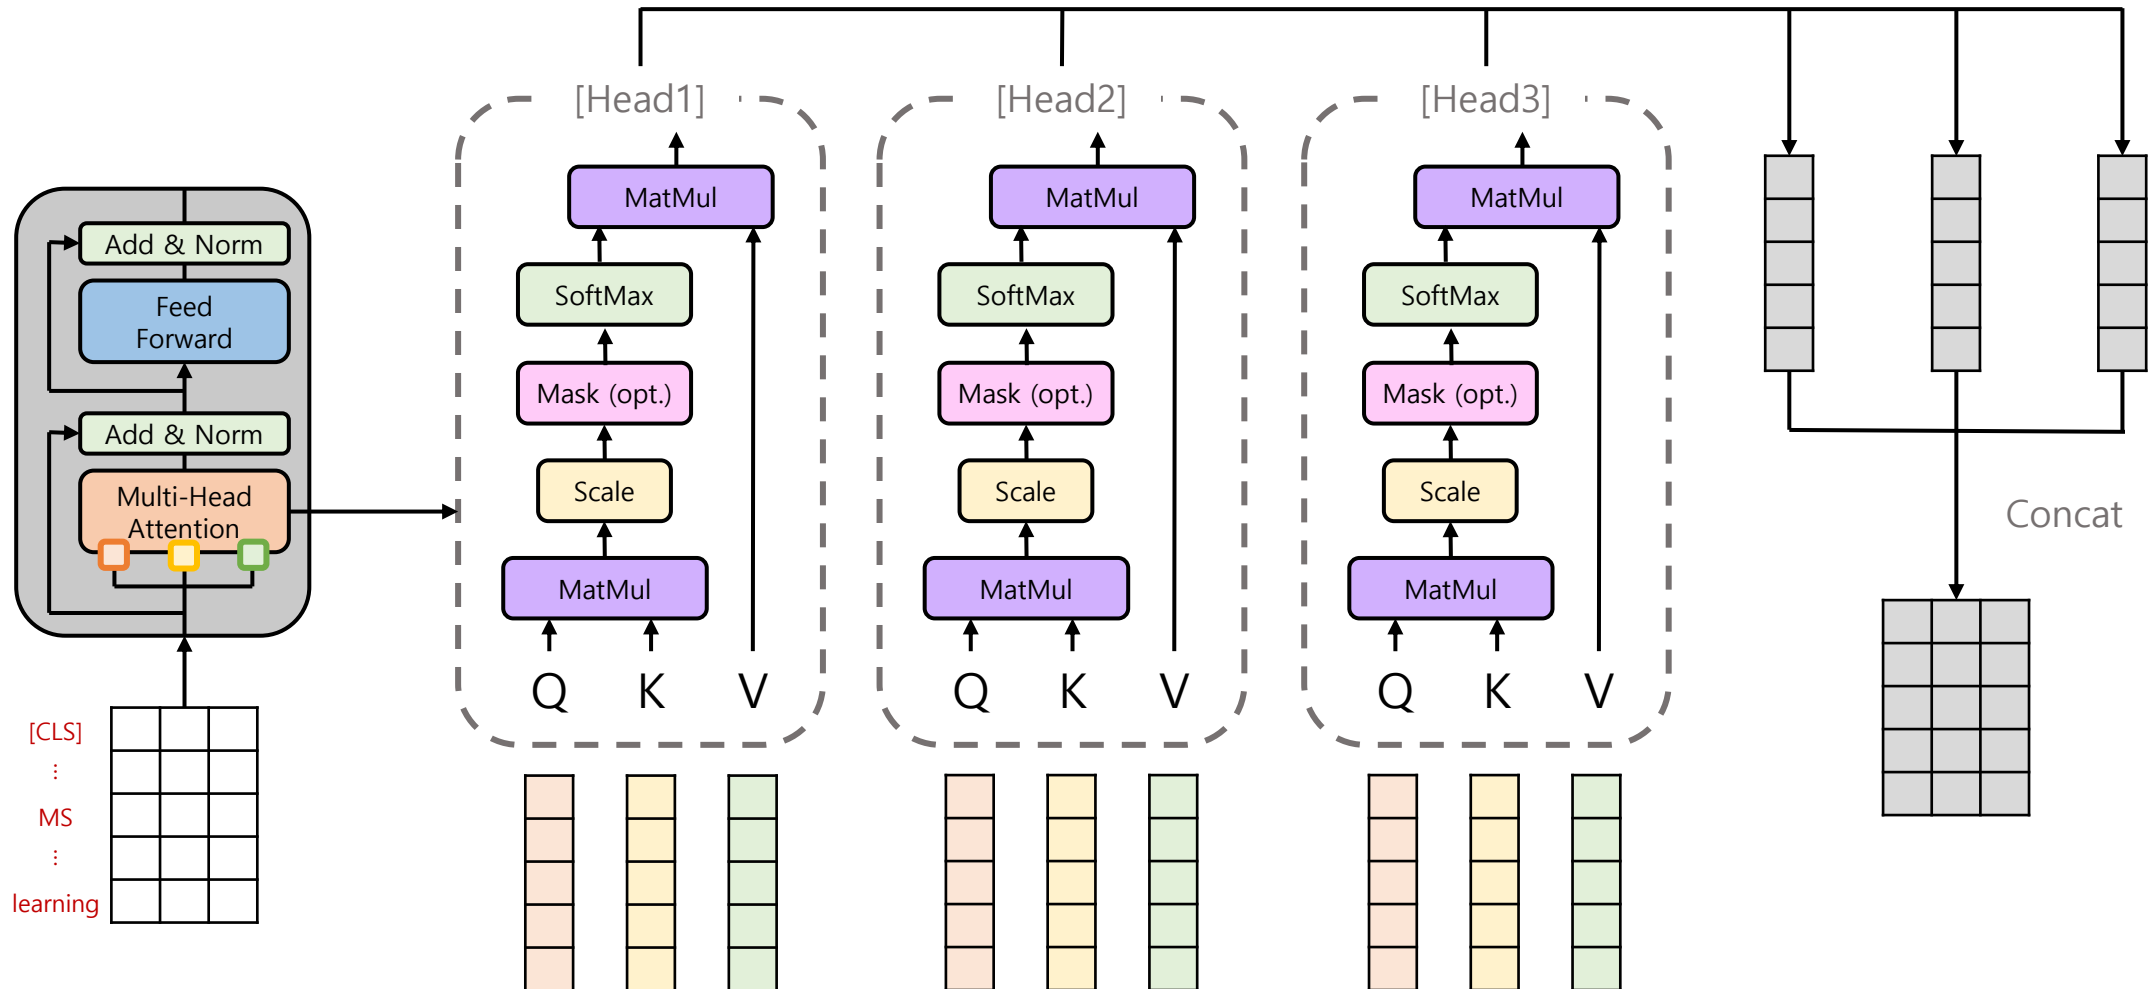 Add & Norm
Feed
Forward
Add & Norm
Multi-Head
Attention
[CLS]
⋮
MS
⋮
learning
[Head1]
MatMul
SoftMax
Mask (opt.)
Scale
MatMul
Q K V
[Head2]
MatMul
SoftMax
Mask (opt.)
Scale
MatMul
Q K V
[Head3]
MatMul
SoftMax
Mask (opt.)
Scale
MatMul
Q K V
Concat